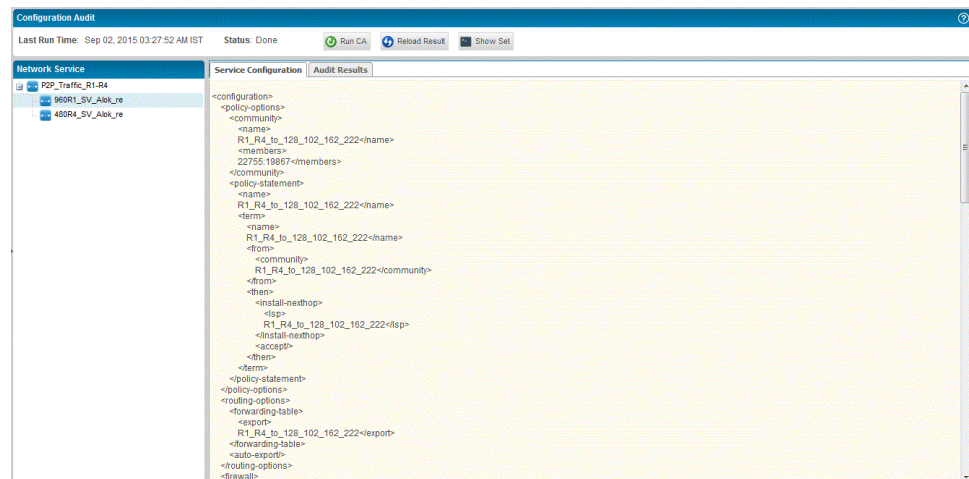 Configuration Audit
Last Run Time: Sep 02, 2015 03:27:52 AM IST Status: Done Run CA Reload Result Show Set
Network Service
P2P_Traffic_R1-R4
960R1_SV_Alok_re
480R4_SV_Alok_re
Service Configuration Audit Results
<configuration>
<policy-options>
<community>
<name>
R1_R4_to_128_102_162_222</name>
<members>
22755:19867</members>
</community>
<policy-statement>
<name>
R1_R4_to_128_102_162_222</name>
<term>
<name>
R1_R4_to_128_102_162_222</name>
<from>
<community>
R1_R4_to_128_102_162_222</community>
</from>
<then>
<install-nexthop>
<lsp>
R1_R4_to_128_102_162_222</lsp>
</install-nexthop>
<accept/>
</then>
</term>
</policy-statement>
</policy-options>
<routing-options>
<forwarding-table>
<export>
R1_R4_to_128_102_162_222</export>
</forwarding-table>
<auto-export/>
</routing-options>
<firewall>